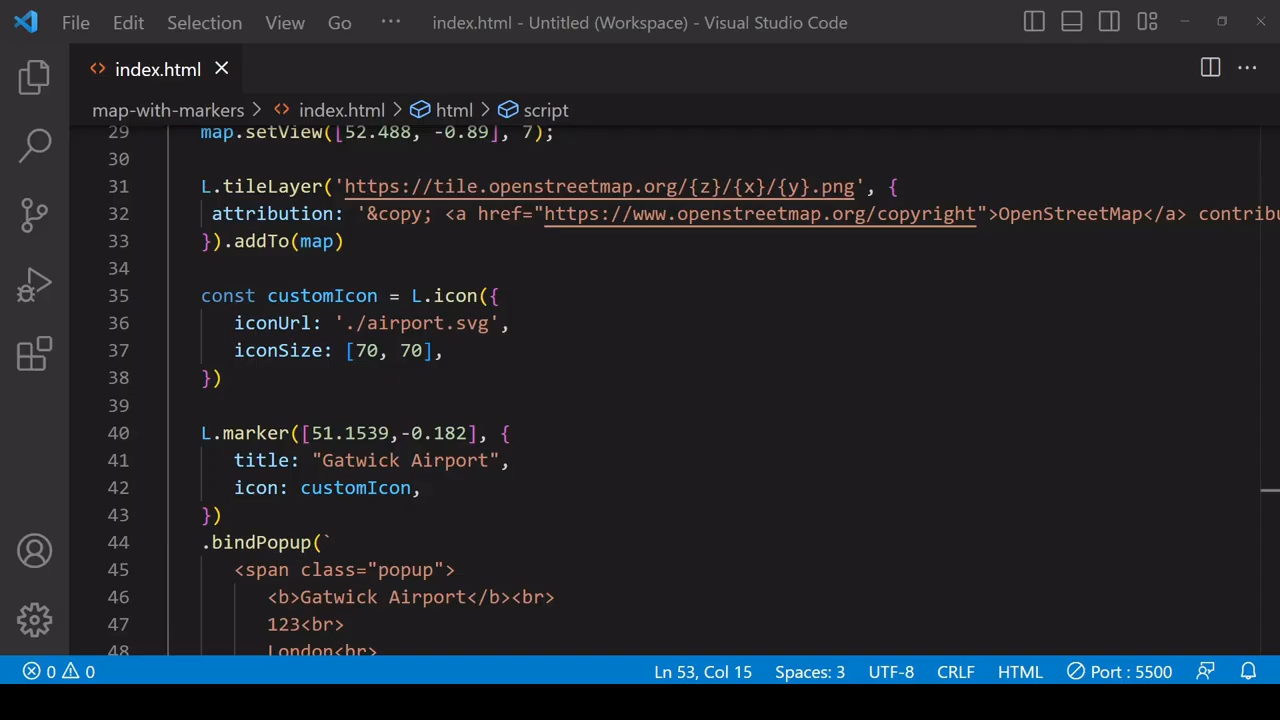 File Edit Selection View Go ··· index.html - Untitled (Workspace) - Visual Studio Code
index.html
map-with-markers > index.html > html > script
29 map.setView([52.488, -0.89], 7);
30
31 L.tileLayer('https://tile.openstreetmap.org/{z}/{x}/{y}.png', {
32 attribution: '&copy; <a href="https://www.openstreetmap.org/copyright">OpenStreetMap</a> contribu
33 }).addTo(map)
34
35 const customIcon = L.icon({
36 iconUrl: './airport.svg',
37 iconSize: [70, 70],
38 })
39
40 L.marker([51.1539,-0.182], {
41 title: "Gatwick Airport",
42 icon: customIcon,
43 })
44 .bindPopup(`
45 <span class="popup">
46 <b>Gatwick Airport</b><br>
47 123<br>
48 London<br>
0 0 Ln 53, Col 15 Spaces: 3 UTF-8 CRLF HTML Port : 5500